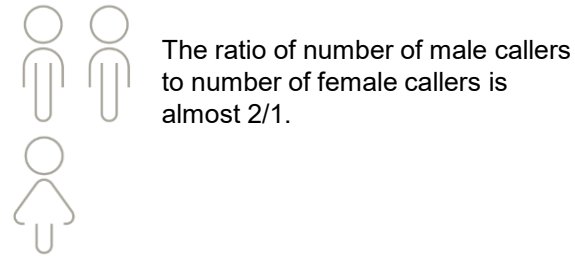 The ratio of number of male callers
to number of female callers is
almost 2/1.